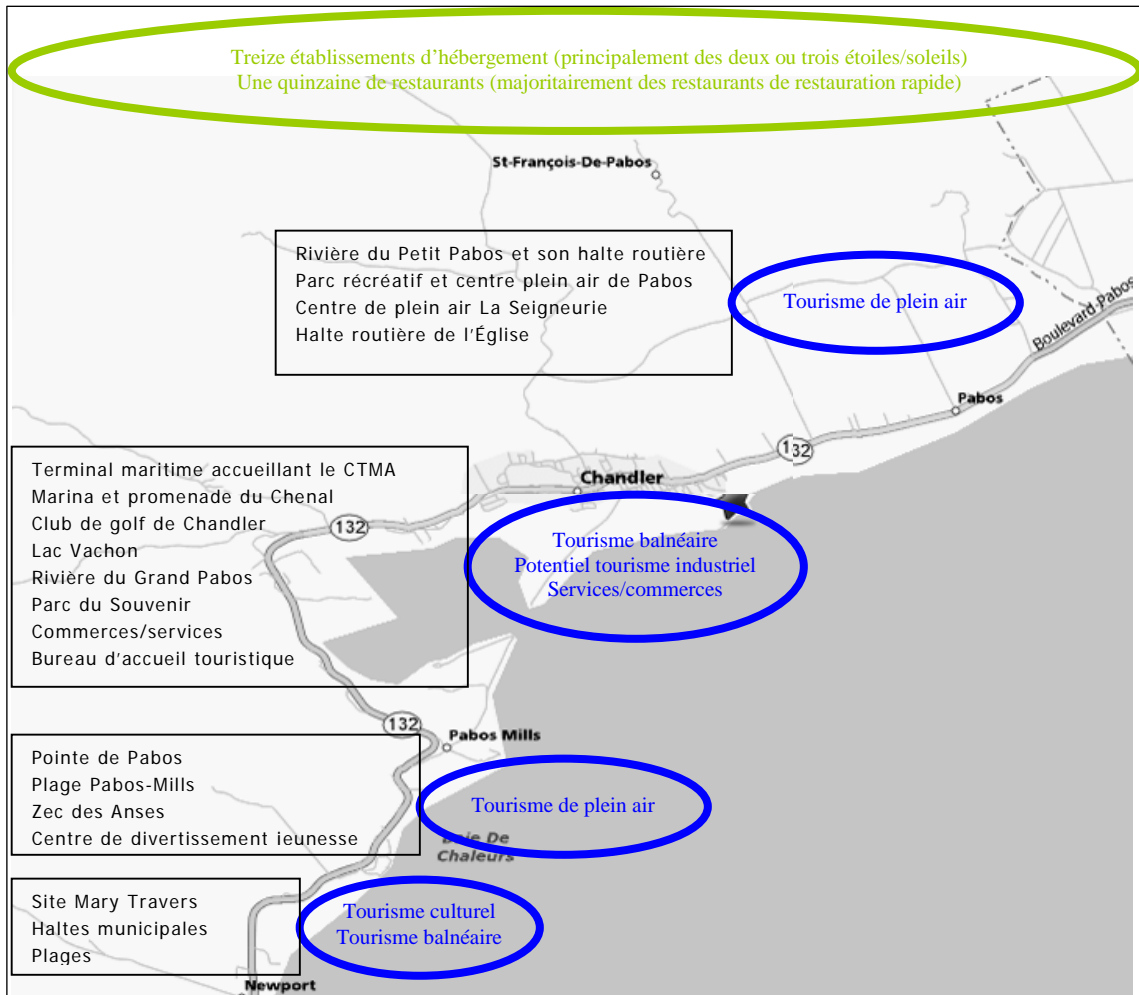 Treize établissements d'hébergement (principalement des deux ou trois étoiles/soleils)
Une quinzaine de restaurants (majoritairement des restaurants de restauration rapide)
St-François-De-Pabos
Rivière du Petit Pabos et son halte routière
Parc récréatif et centre plein air de Pabos
Centre de plein air La Seigneurie
Halte routière de l'Église
Tourisme de plein air
Boulevard-Pabos
Pabos
132
Chandler
Terminal maritime accueillant le CTMA
Marina et promenade du Chenal
Club de golf de Chandler
Lac Vachon
Rivière du Grand Pabos
Parc du Souvenir
Commerces/services
Bureau d'accueil touristique
132
Tourisme balnéaire
Potentiel tourisme industriel
Services/commerces
132
Pabos Mills
Pointe de Pabos
Plage Pabos-Mills
Zec des Anses
Centre de divertissement jeunesse
Tourisme de plein air
Baie De
Chaleurs
Site Mary Travers
Haltes municipales
Plages
Tourisme culturel
Tourisme balnéaire
Newport